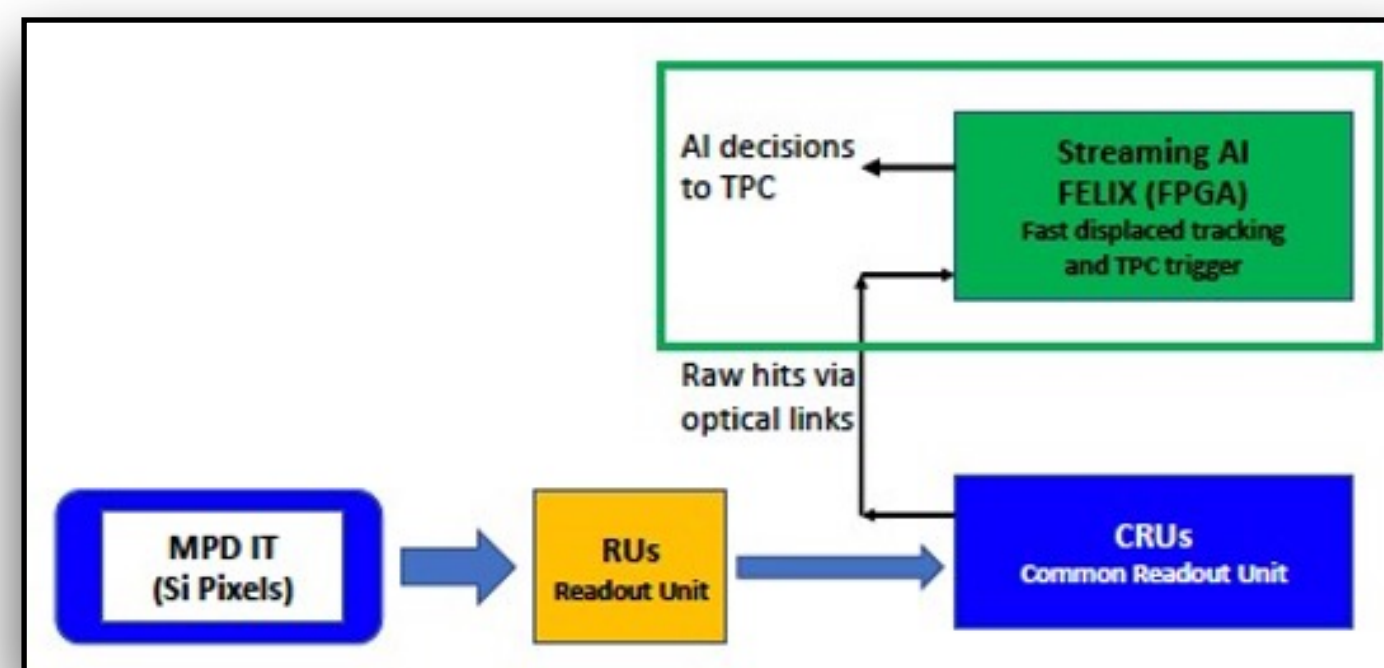 AI decisions
to TPC
Streaming AI
FELIX (FPGA)
Fast displaced tracking
and TPC trigger
Raw hits via
optical links
MPD IT
(Si Pixels)
RUs
Readout Unit
CRUs
Common Readout Unit